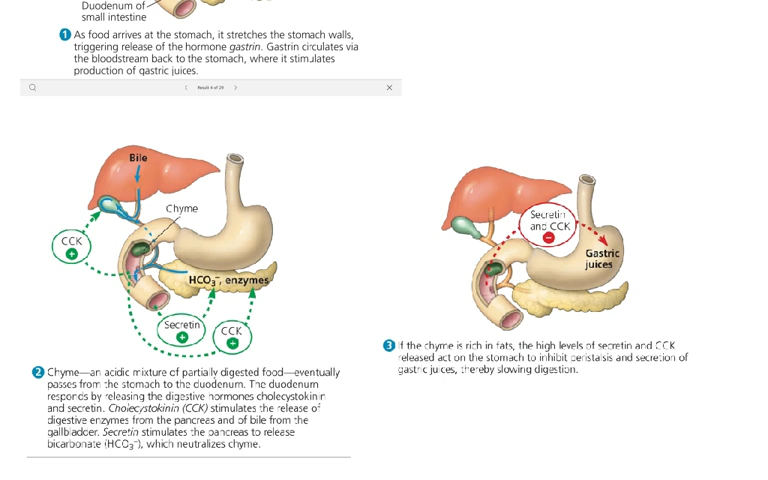 Duodenum of
small intestine
1 As food arrives at the stomach, it stretches the stomach walls,
triggering release of the hormone gastrin. Gastrin circulates via
the bloodstream back to the stomach, where it stimulates
production of gastric juices.
Result 4 of 29
Bile
Chyme
CCK
+
HCO3−, enzymes
Secretin
+
CCK
+
2 Chyme—an acidic mixture of partially digested food—eventually
passes from the stomach to the duodenum. The duodenum
responds by releasing the digestive hormones cholecystokinin
and secretin. Cholecystokinin (CCK) stimulates the release of
digestive enzymes from the pancreas and of bile from the
gallbladder. Secretin stimulates the pancreas to release
bicarbonate (HCO3−), which neutralizes chyme.
Secretin
and CCK
−
Gastric
juices
3 If the chyme is rich in fats, the high levels of secretin and CCK
released act on the stomach to inhibit peristalsis and secretion of
gastric juices, thereby slowing digestion.